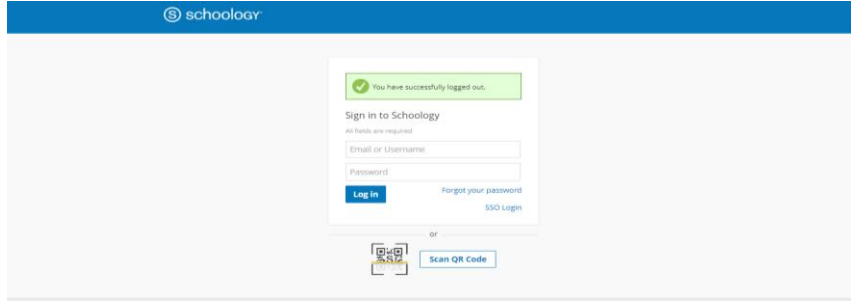 S schoology
You have successfully logged out.
Sign in to Schoology
All fields are required
Email or Username
Password
Log in
Forgot your password
SSO Login
or
Scan QR Code